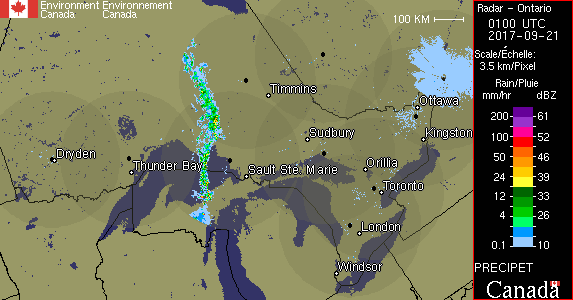 Environment Environnement
Canada Canada
100 KM
Timmins
Ottawa
Sudbury
Kingston
Dryden
Thunder Bay
Sault Ste. Marie
Orillia
Toronto
London
Windsor
Radar - Ontario
0100 UTC
2017-09-21
Scale/Échelle:
3.5 km/Pixel
Rain/Pluie
mm/hr dBZ
200 61
100 52
50 46
24 39
12 33
4 26
0.1 10
PRECIPET
Canada